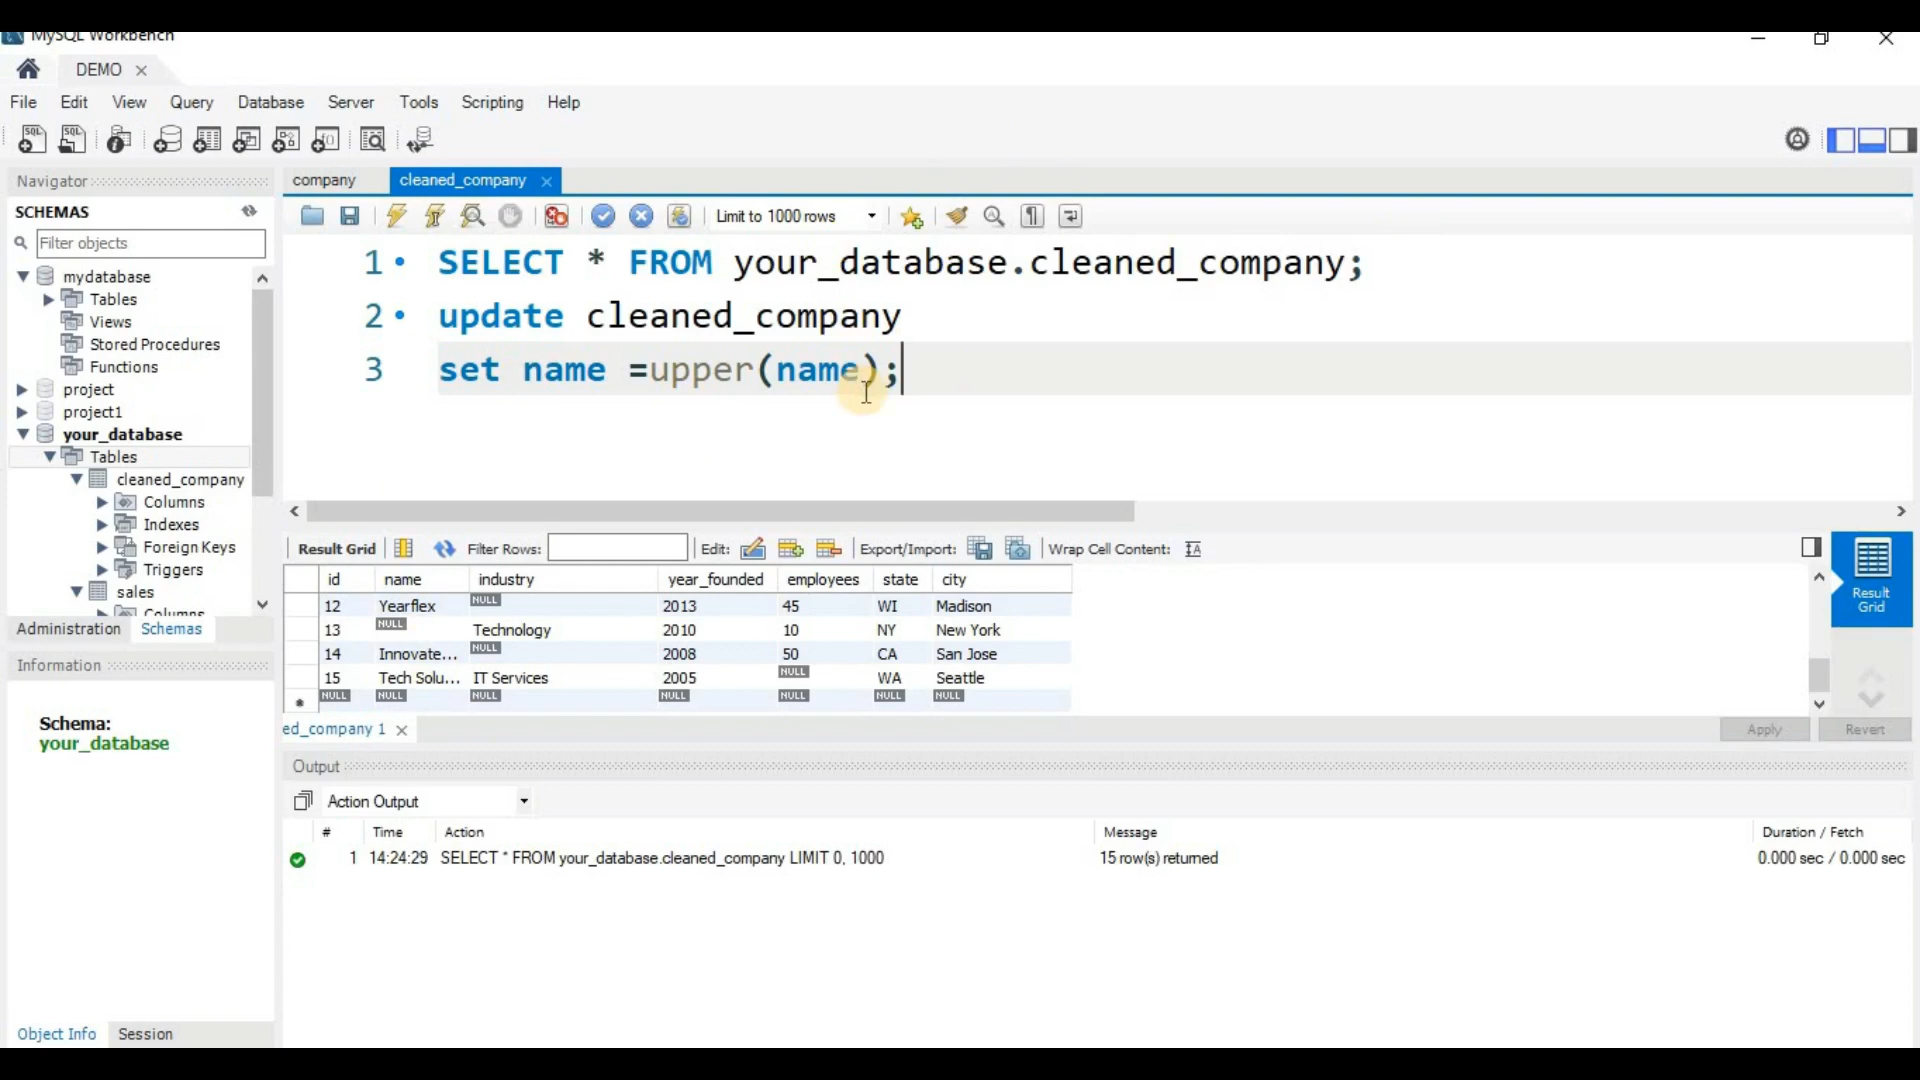 MySQL Workbench
DEMO
File Edit View Query Database Server Tools Scripting Help
Navigator
SCHEMAS
Filter objects
mydatabase
Tables
Views
Stored Procedures
Functions
project
project1
your_database
Tables
cleaned_company
Columns
Indexes
Foreign Keys
Triggers
sales
Columns
Administration Schemas
Information
Schema:
your_database
Object Info Session
company cleaned_company
Limit to 1000 rows
1 SELECT * FROM your_database.cleaned_company;
2 update cleaned_company
3 set name =upper(name);
Result Grid Filter Rows: Edit: Export/Import: Wrap Cell Content:
id name industry year_founded employees state city
12 Yearflex NULL 2013 45 WI Madison
13 NULL Technology 2010 10 NY New York
14 Innovate... NULL 2008 50 CA San Jose
15 Tech Solu... IT Services 2005 NULL WA Seattle
NULL NULL NULL NULL NULL NULL NULL
Result
Grid
ed_company 1
Apply Revert
Output
Action Output
# Time Action Message Duration / Fetch
1 14:24:29 SELECT * FROM your_database.cleaned_company LIMIT 0, 1000 15 row(s) returned 0.000 sec / 0.000 sec